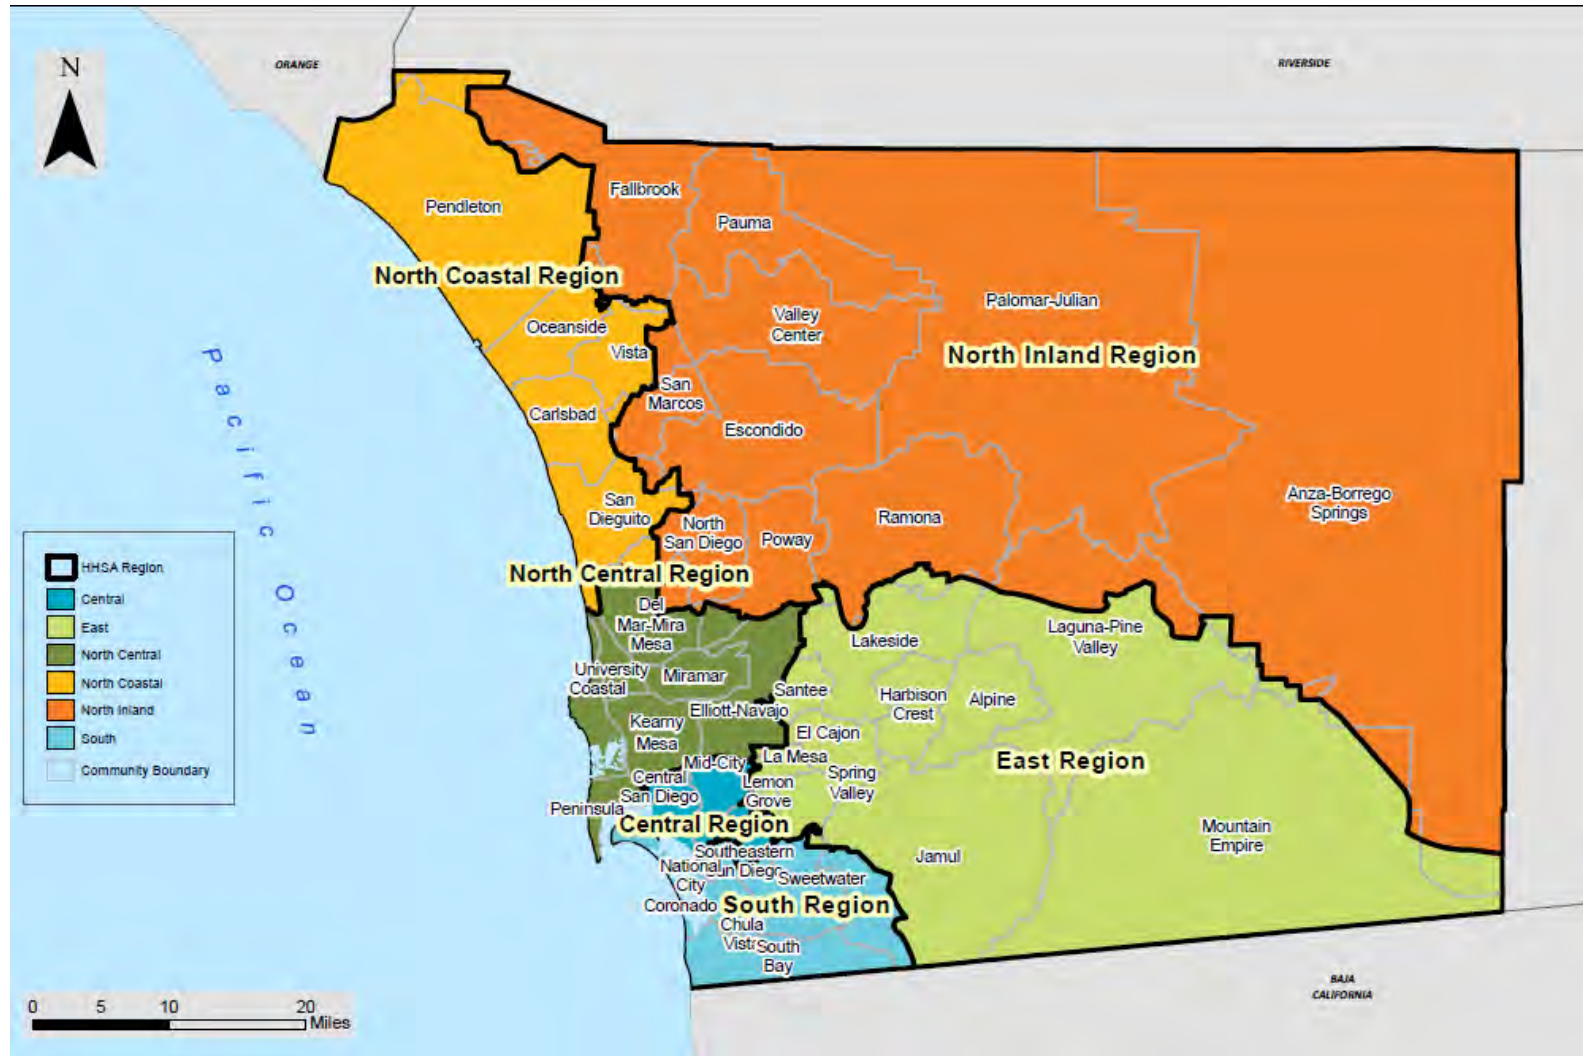 N
ORANGE
RIVERSIDE
Fallbrook
Pendleton
Pauma
North Coastal Region
Palomar-Julian
Valley
Center
Oceanside
Vista
North Inland Region
San
Marcos
Carlsbad
Escondido
Pacific Ocean
Anza-Borrego
Springs
San
Dieguito
North
San Diego
Poway
Ramona
HHSA Region
Central
East
North Central
North Coastal
North Inland
South
Community Boundary
North Central Region
Del
Mar-Mira
Mesa
Lakeside
Laguna-Pine
Valley
University
Coastal
Miramar
Santee
Harbison
Crest
Alpine
Elliott-Navajo
Kearny
Mesa
El Cajon
Mid-City
La Mesa
East Region
Central
San Diego
Lemon
Grove
Spring
Valley
Peninsula
Central Region
Mountain
Empire
Southeastern
San Diego
Jamul
National
City
Sweetwater
Coronado
South Region
Chula
Vista
South
Bay
BAJA
CALIFORNIA
0 5 10 20
Miles